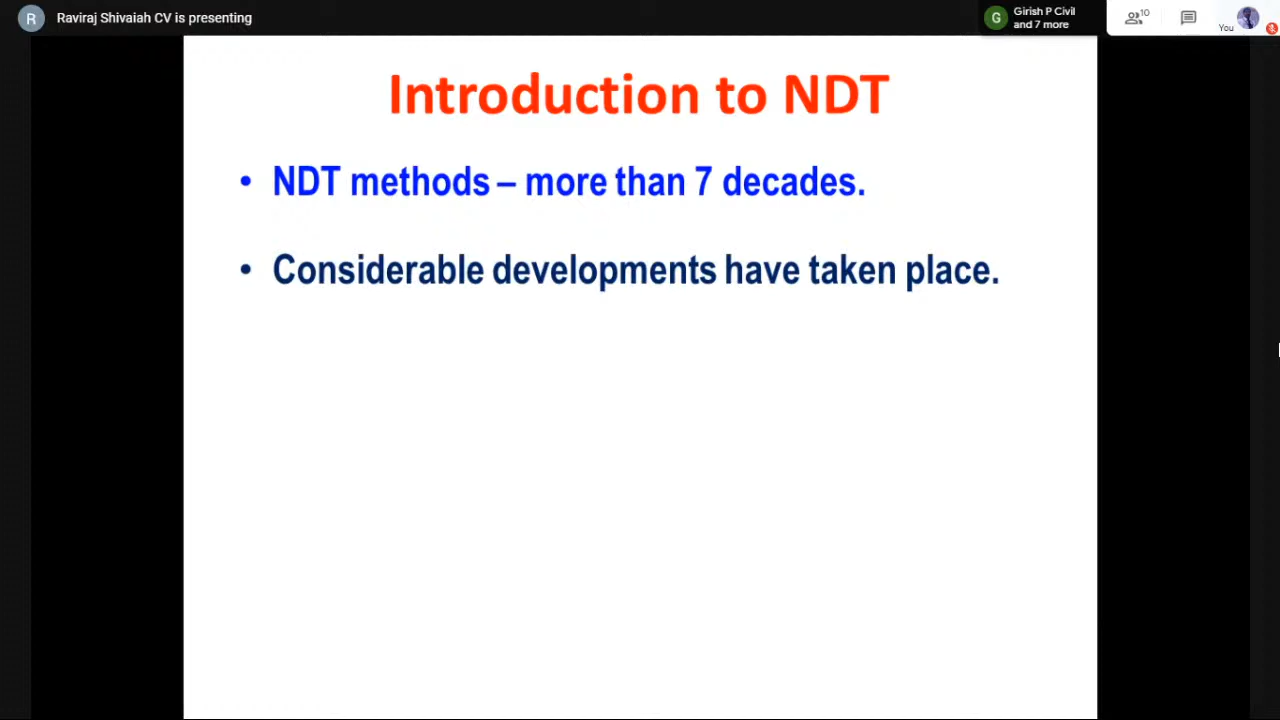 R Raviraj Shivaiah CV is presenting
G Girish P Civil
and 7 more
10
You
Introduction to NDT
• NDT methods – more than 7 decades.
• Considerable developments have taken place.